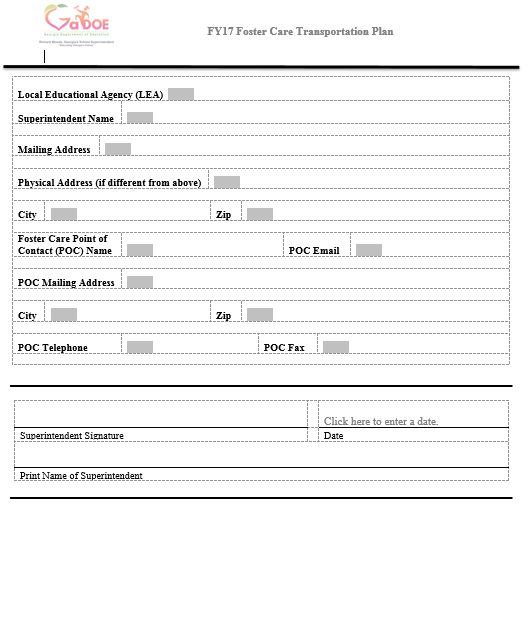 GaDOE
Georgia Department of Education
Richard Woods, Georgia's School Superintendent
"Educating Georgia's Future"
FY17 Foster Care Transportation Plan
Local Educational Agency (LEA)
Superintendent Name
Mailing Address
Physical Address (if different from above)
City Zip
Foster Care Point of
Contact (POC) Name POC Email
POC Mailing Address
City Zip
POC Telephone POC Fax
Click here to enter a date.
Superintendent Signature Date
Print Name of Superintendent